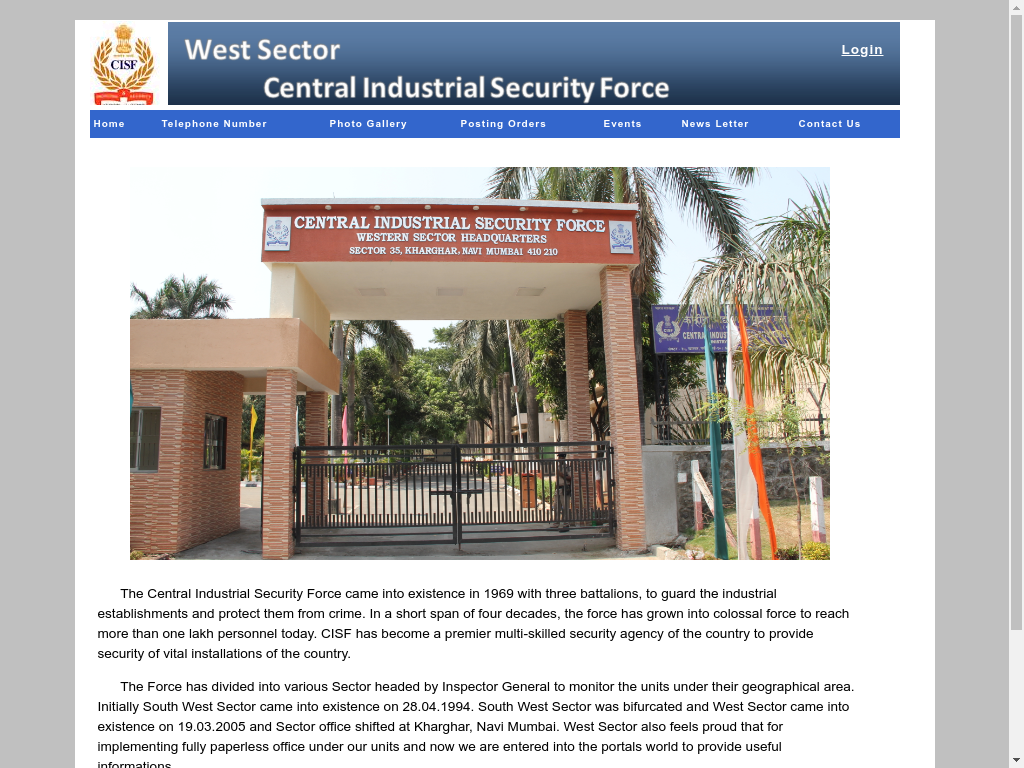 CISF
West Sector
Login
Central Industrial Security Force
Home Telephone Number Photo Gallery Posting Orders Events News Letter Contact Us
CENTRAL INDUSTRIAL SECURITY FORCE
WESTERN SECTOR HEADQUARTERS
SECTOR 35, KHARGHAR, NAVI MUMBAI 410 210
The Central Industrial Security Force came into existence in 1969 with three battalions, to guard the industrial
establishments and protect them from crime. In a short span of four decades, the force has grown into colossal force to reach
more than one lakh personnel today. CISF has become a premier multi-skilled security agency of the country to provide
security of vital installations of the country.
The Force has divided into various Sector headed by Inspector General to monitor the units under their geographical area.
Initially South West Sector came into existence on 28.04.1994. South West Sector was bifurcated and West Sector came into
existence on 19.03.2005 and Sector office shifted at Kharghar, Navi Mumbai. West Sector also feels proud that for
implementing fully paperless office under our units and now we are entered into the portals world to provide useful
informations.